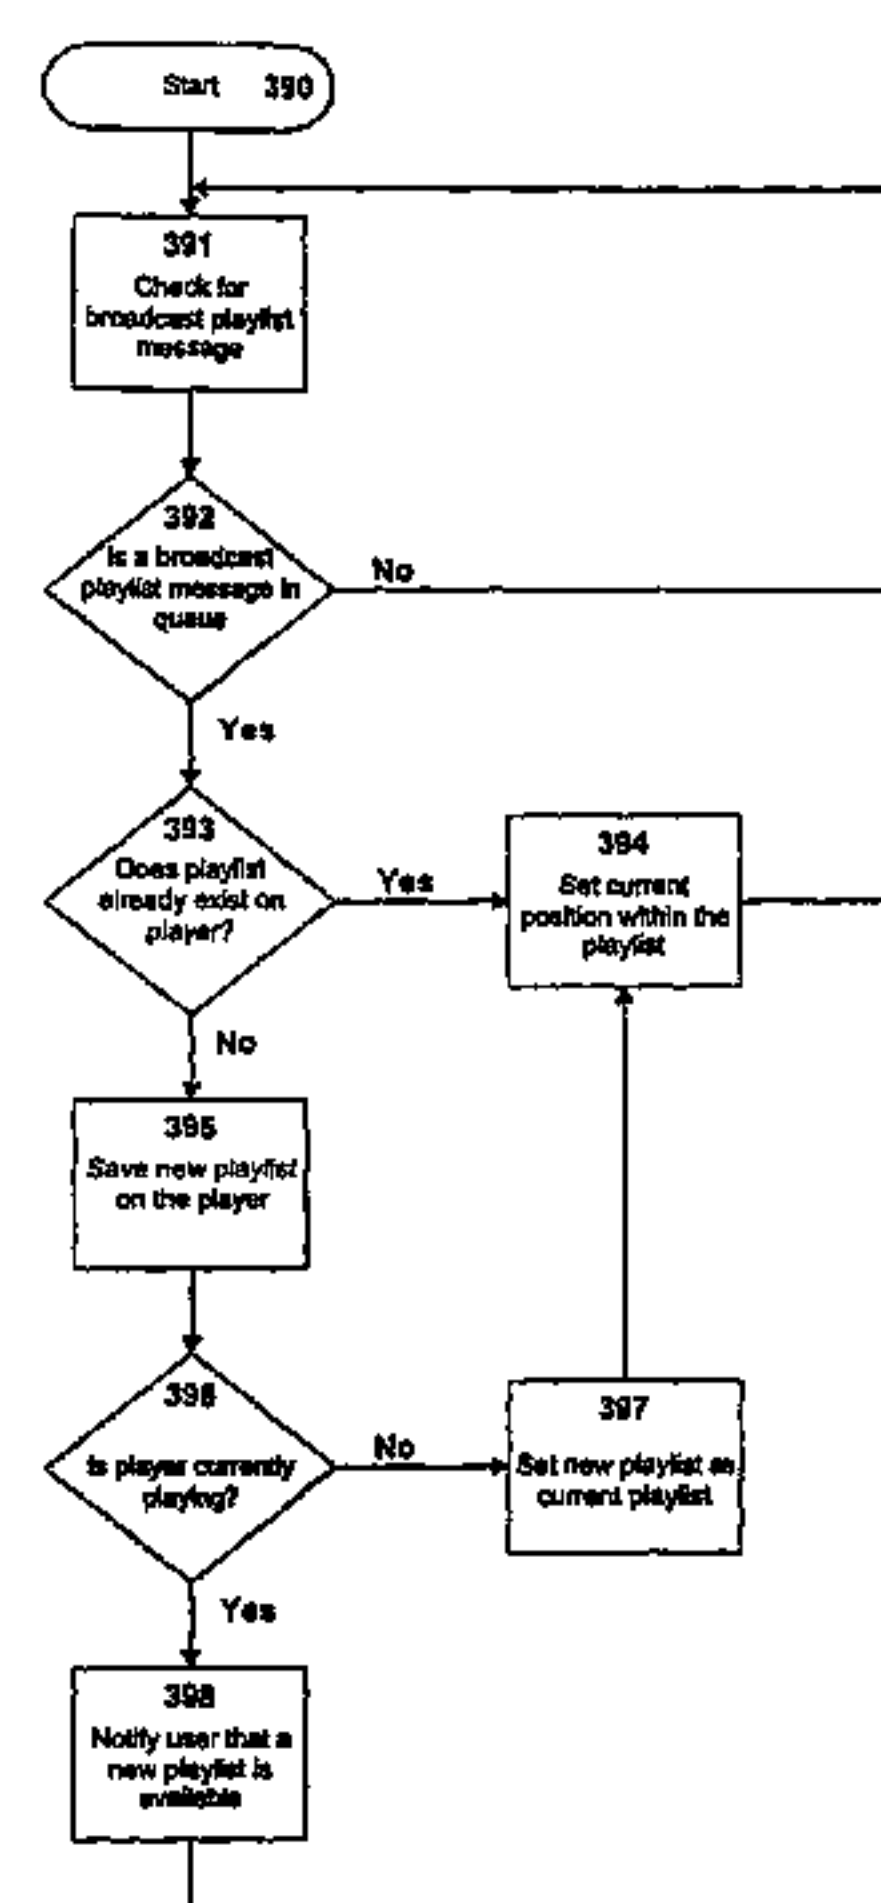 Start 390
391
Check for
broadcast playlist
message
392
Is a broadcast
playlist message in
queue
No
Yes
393
Does playlist
already exist on
player?
Yes
394
Set current
position within the
playlist
No
395
Save new playlist
on the player
396
Is player currently
playing?
No
397
Set new playlist as
current playlist
Yes
398
Notify user that a
new playlist is
available